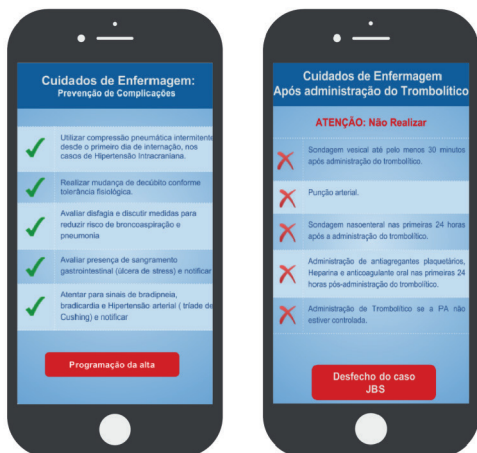 Cuidados de Enfermagem:
Prevenção de Complicações
Utilizar compressão pneumática intermitente
desde o primeiro dia de internação, nos
casos de Hipertensão Intracraniana.
Realizar mudança de decúbito conforme
tolerância fisiológica.
Avaliar disfagia e discutir medidas para
reduzir risco de broncoaspiração e
pneumonia
Avaliar presença de sangramento
gastrointestinal (úlcera de stress) e notificar
Atentar para sinais de bradipneia,
bradicardia e Hipertensão arterial ( tríade de
Cushing) e notificar
Programação da alta
Cuidados de Enfermagem
Após administração do Trombolítico
ATENÇÃO: Não Realizar
Sondagem vesical até pelo menos 30 minutos
após administração do trombolítico.
Punção arterial.
Sondagem nasoenteral nas primeiras 24 horas
após a administração do trombolítico.
Administração de antiagregantes plaquetários,
Heparina e anticoagulante oral nas primeiras 24
horas pós-administração do trombolítico.
Administração de Trombolítico se a PA não
estiver controlada.
Desfecho do caso
JBS